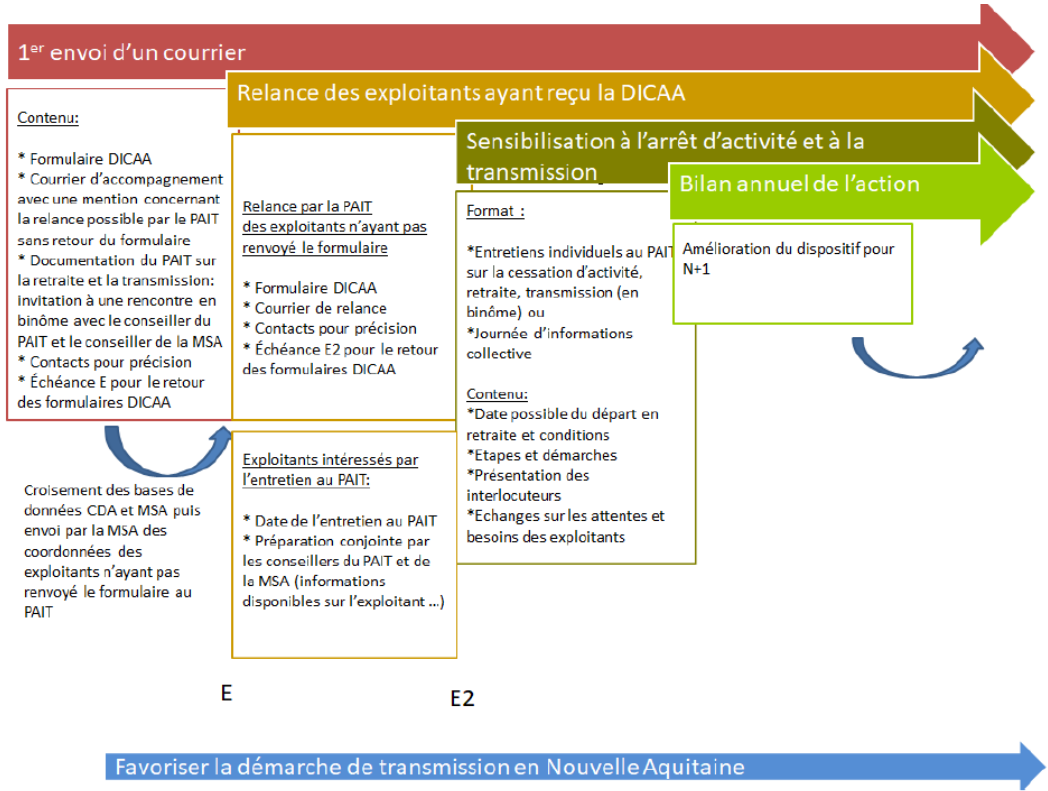 1er envoi d'un courrier
Contenu:
* Formulaire DICAA
* Courrier d'accompagnement
avec une mention concernant
la relance possible par le PAIT
sans retour du formulaire
* Documentation du PAIT sur
la retraite et la transmission:
invitation à une rencontre en
binôme avec le conseiller du
PAIT et le conseiller de la MSA
* Contacts pour précision
* Échéance E pour le retour
des formulaires DICAA
Croisement des bases de
données CDA et MSA puis
envoi par la MSA des
coordonnées des
exploitants n'ayant pas
renvoyé le formulaire au
PAIT
Relance des exploitants ayant reçu la DICAA
Relance par la PAIT
des exploitants n'ayant pas
renvoyé le formulaire
* Formulaire DICAA
* Courrier de relance
* Contacts pour précision
* Échéance E2 pour le retour
des formulaires DICAA
Exploitants intéressés par
l'entretien au PAIT:
* Date de l'entretien au PAIT
* Préparation conjointe par
les conseillers du PAIT et de
la MSA (informations
disponibles sur l'exploitant ...)
Sensibilisation à l'arrêt d'activité et à la
transmission
Format :
*Entretiens individuels au PAIT
sur la cessation d'activité,
retraite, transmission (en
binôme) ou
*Journée d'informations
collective
Contenu:
*Date possible du départ en
retraite et conditions
*Etapes et démarches
*Présentation des
interlocuteurs
*Echanges sur les attentes et
besoins des exploitants
Bilan annuel de l'action
Amélioration du dispositif pour
N+1
E
E2
Favoriser la démarche de transmission en Nouvelle Aquitaine